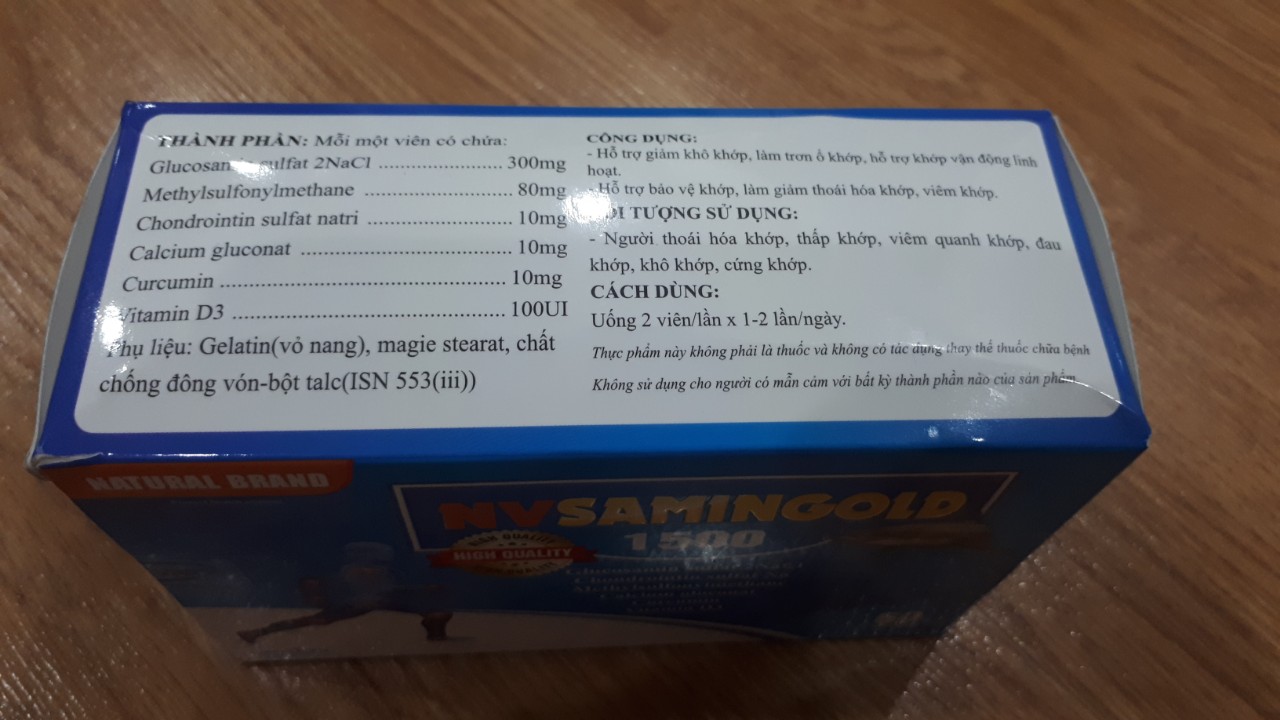 THÀNH PHẦN: Mỗi một viên có chứa:
sulfat 2NaCl ........................ 300mg
Methylsulfonylmethane ............................ 80mg
Chondrointin sulfat natri ........................... 10mg
Calcium gluconat ....................................... 10mg
Curcumin ..................................................... 10mg
Vitamin D3 .................................................. 100UI
Phụ liệu: Gelatin(vỏ nang), magie stearat, chất
chống đông vón-bột talc(ISN 553(iii))
CÔNG DỤNG:
- Hỗ trợ giảm khô khớp, làm trơn ổ khớp, hỗ trợ khớp vận động linh
hoạt.
- Hỗ trợ bảo vệ khớp, làm giảm thoái hóa khớp, viêm khớp.
TƯỢNG SỬ DỤNG:
- Người thoái hóa khớp, thấp khớp, viêm quanh khớp, đau
khớp, khô khớp, cứng khớp.
CÁCH DÙNG:
Uống 2 viên/lần x 1-2 lần/ngày.
Thực phẩm này không phải là thuốc và không có tác dụng thay thế thuốc chữa bệnh
Không sử dụng cho người có mẫn cảm với bất kỳ thành phần nào của sản phẩm
NATURAL BRAND
NVSAMINGOLD
1500
HIGH QUALITY
HIGH QUALITY
Calcium gluconat